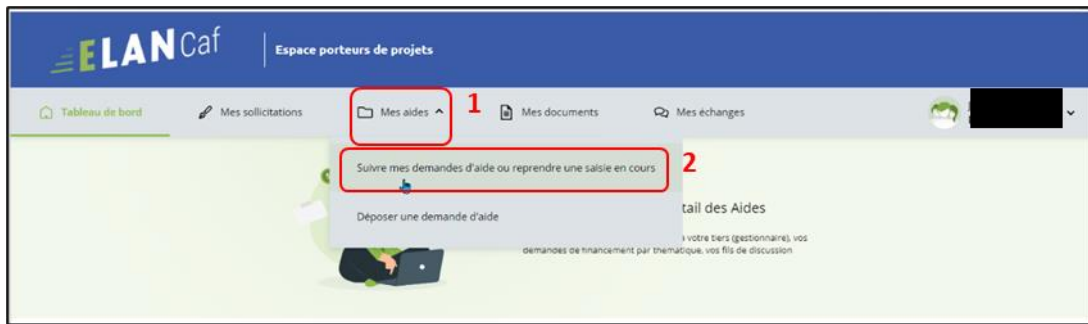 ELAN Caf
Espace porteurs de projets
Tableau de bord
Mes sollicitations
Mes aides
1
Mes documents
Mes échanges
Suivre mes demandes d'aide ou reprendre une saisie en cours
2
Déposer une demande d'aide
tail des Aides
votre tiers (gestionnaire), vos
demandes de financement par thématique, vos fils de discussion